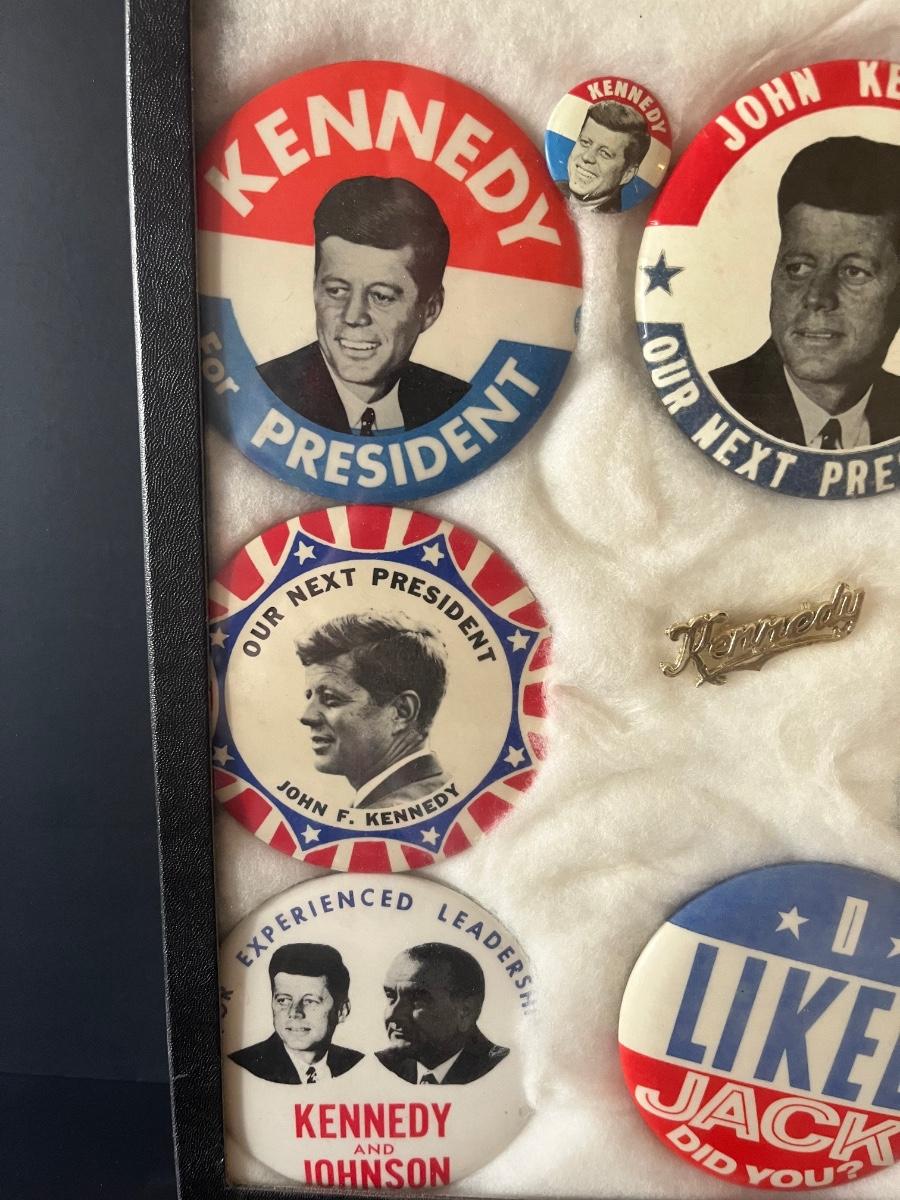 KENNEDY
For
PRESIDENT
KENNEDY
JOHN KE
OUR NEXT PRE
OUR NEXT PRESIDENT
JOHN F. KENNEDY
Kennedy
EXPERIENCED LEADERSHI
KENNEDY
AND
JOHNSON
I
LIKE
JACK
DID YOU?